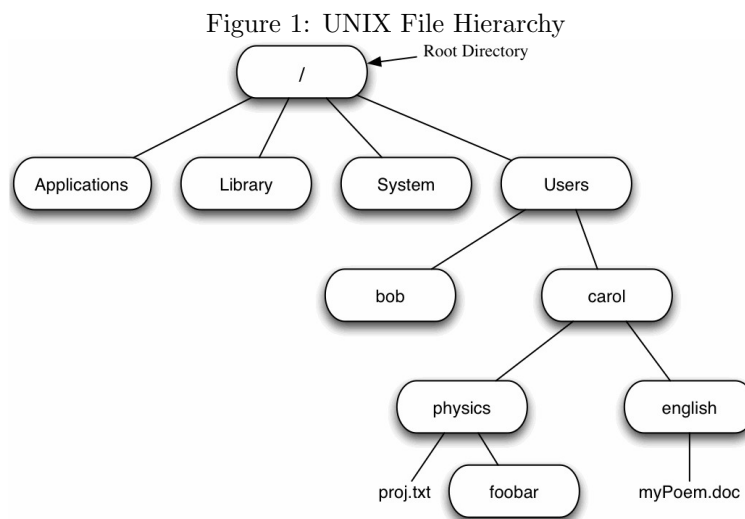 Figure 1: UNIX File Hierarchy
Root Directory
/
Applications
Library
System
Users
bob
carol
physics
english
proj.txt
foobar
myPoem.doc